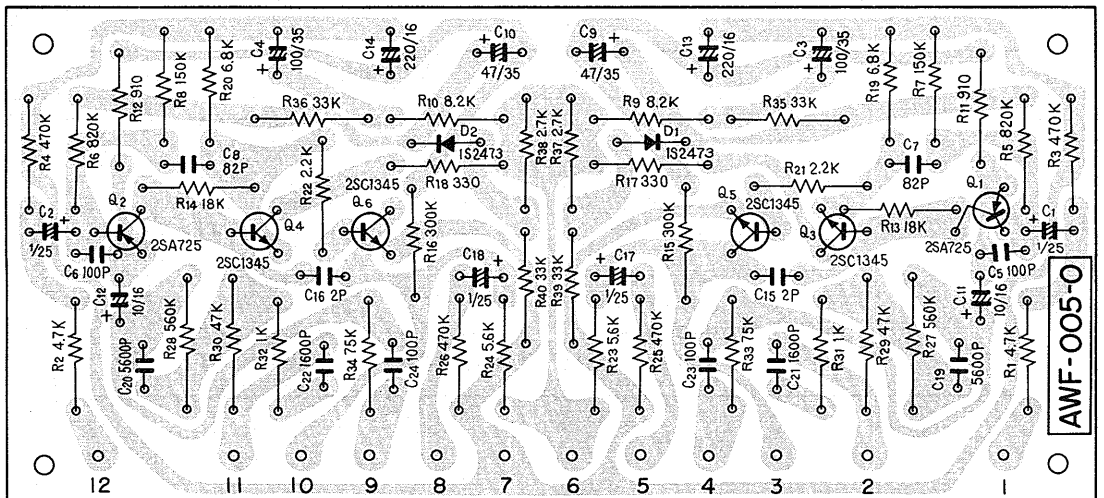 C4 100/35
C14 220/16
C10 47/35
C9 47/35
C13 220/16
C3 100/35
R12 910
R8 150K
R20 6.8K
R19 6.8K
R7 150K
R11 910
R4 470K
R6 820K
R36 33K
R10 8.2K
R38 2.7K
R37 2.7K
R9 8.2K
R35 33K
R5 820K
R3 470K
D2
1S2473
D1
1S2473
C8
82P
C7
82P
R14 18K
R22 2.2K
R18 330
R17 330
R21 2.2K
R13 18K
C2
1/25
Q2
2SA725
Q4
2SC1345
Q6
2SC1345
R16 300K
R15 300K
Q5
2SC1345
Q3
2SC1345
Q1
2SA725
C1
1/25
C6 100P
C5 100P
C12
10/16
C16 2P
C18
1/25
R40 33K
R39 33K
C17
1/25
C15 2P
C11
10/16
R2 4.7K
C20 5600P
R28 560K
R30 47K
R32 1K
C22 1600P
R34 75K
C24 100P
R26 470K
R24 5.6K
R23 5.6K
R25 470K
C23 100P
R33 75K
C21 1600P
R31 1K
R29 47K
R27 560K
C19
5600P
R1 4.7K
AWF-005-0
12 11 10 9 8 7 6 5 4 3 2 1